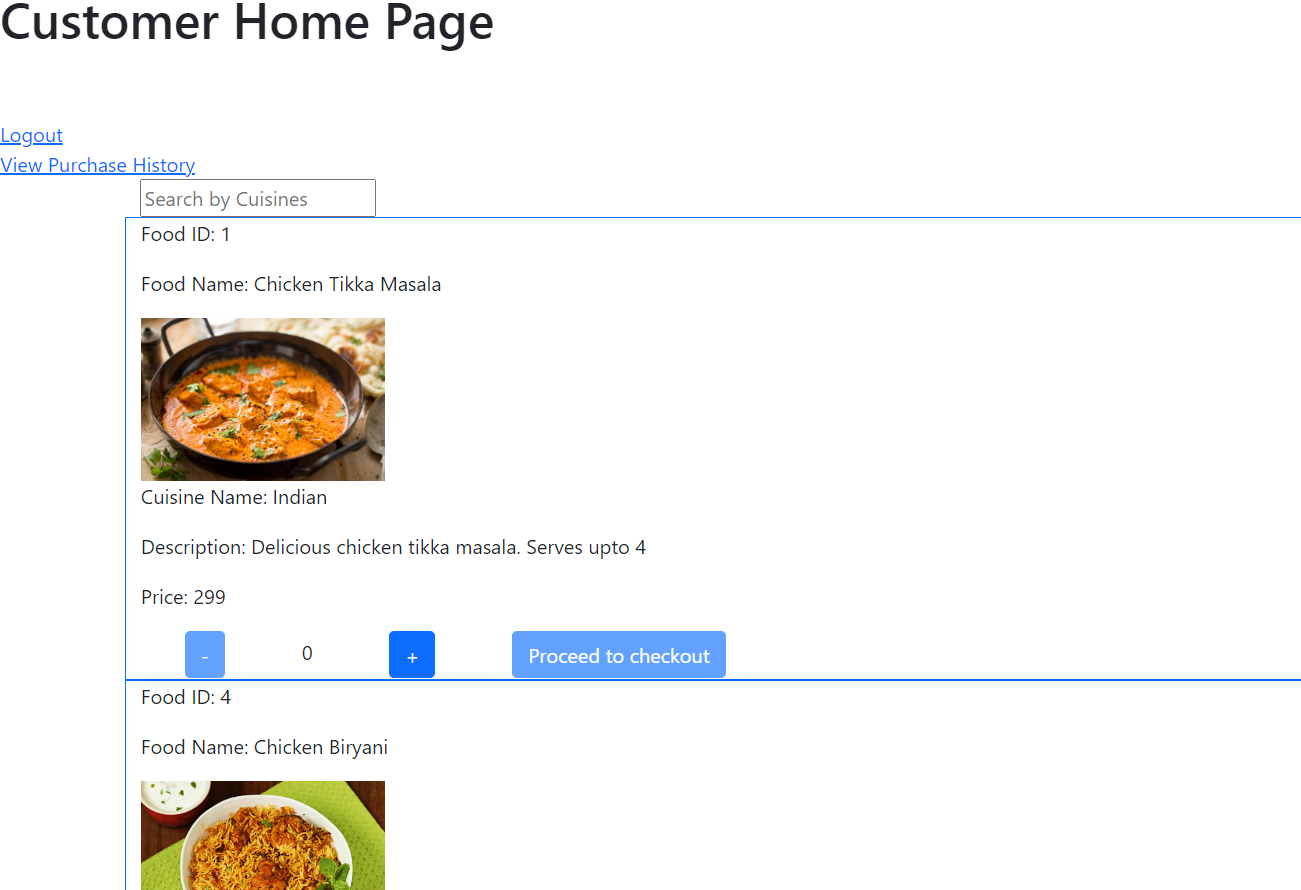 Customer Home Page
Logout
View Purchase History
Search by Cuisines
Food ID: 1
Food Name: Chicken Tikka Masala
Cuisine Name: Indian
Description: Delicious chicken tikka masala. Serves upto 4
Price: 299
- 0 + Proceed to checkout
Food ID: 4
Food Name: Chicken Biryani